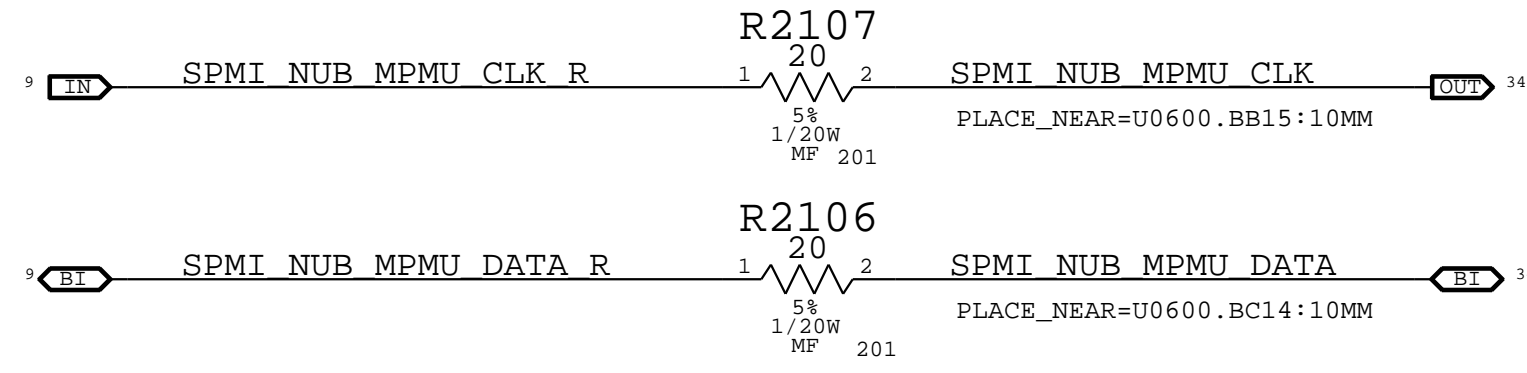 R2107
20
9 IN SPMI_NUB_MPMU_CLK_R 1 2 SPMI_NUB_MPMU_CLK OUT 34
5%
1/20W
MF 201
PLACE_NEAR=U0600.BB15:10MM
R2106
20
9 BI SPMI_NUB_MPMU_DATA_R 1 2 SPMI_NUB_MPMU_DATA BI 3
5%
1/20W
MF 201
PLACE_NEAR=U0600.BC14:10MM